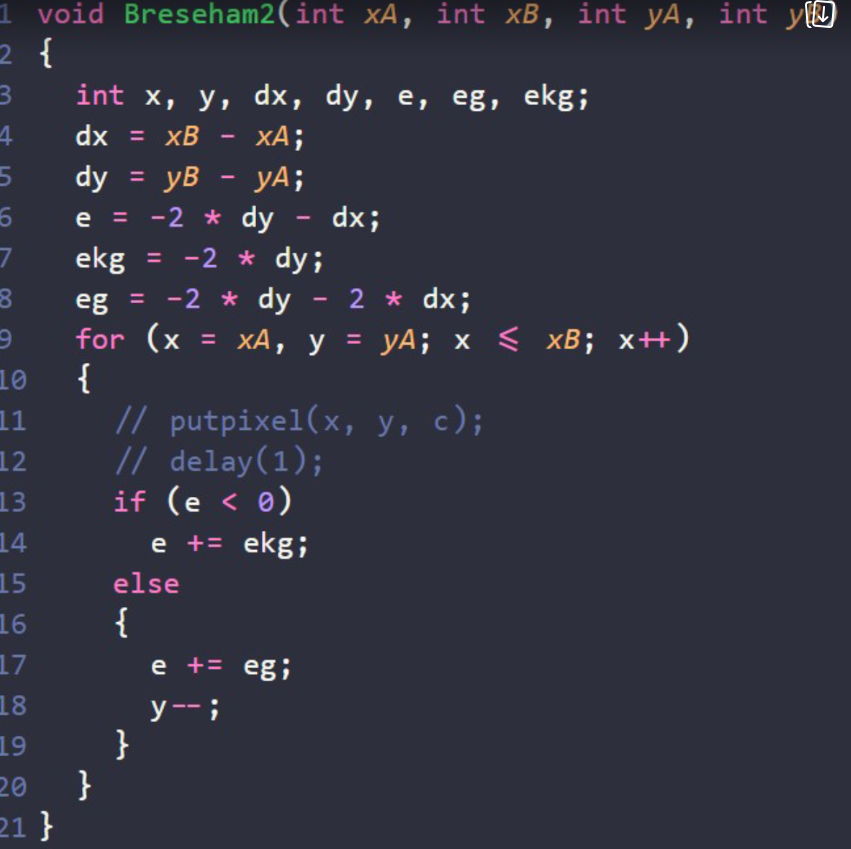 1 void Breseham2(int xA, int xB, int yA, int
2 {
3 int x, y, dx, dy, e, eg, ekg;
4 dx = xB - xA;
5 dy = yB - yA;
6 e = -2 * dy - dx;
7 ekg = -2 * dy;
8 eg = -2 * dy - 2 * dx;
9 for (x = xA, y = yA; x ⩽ xB; x++)
10 {
11 // putpixel(x, y, c);
12 // delay(1);
13 if (e < 0)
14 e += ekg;
15 else
16 {
17 e += eg;
18 y--;
19 }
20 }
21 }